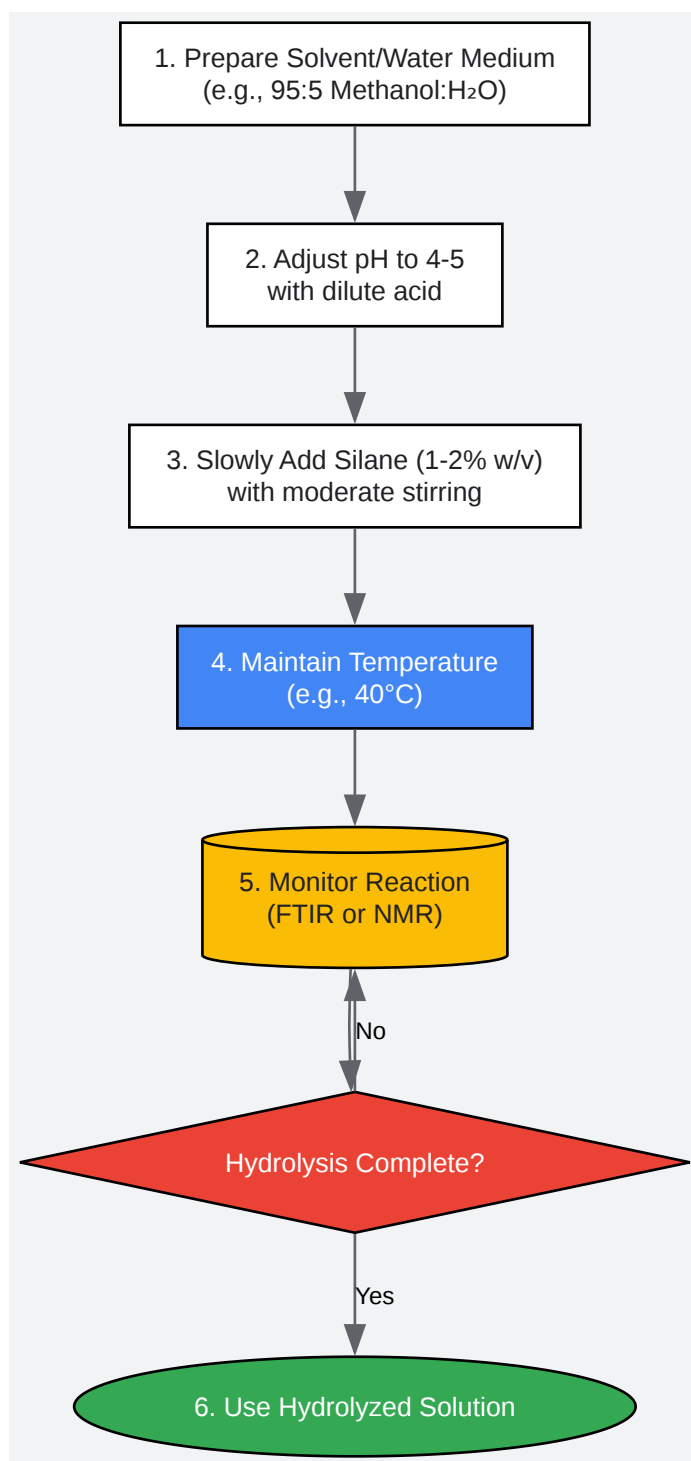 1. Prepare Solvent/Water Medium
(e.g., 95:5 Methanol:H₂O)
2. Adjust pH to 4-5
with dilute acid
3. Slowly Add Silane (1-2% w/v)
with moderate stirring
4. Maintain Temperature
(e.g., 40°C)
5. Monitor Reaction
(FTIR or NMR)
No
Hydrolysis Complete?
Yes
6. Use Hydrolyzed Solution